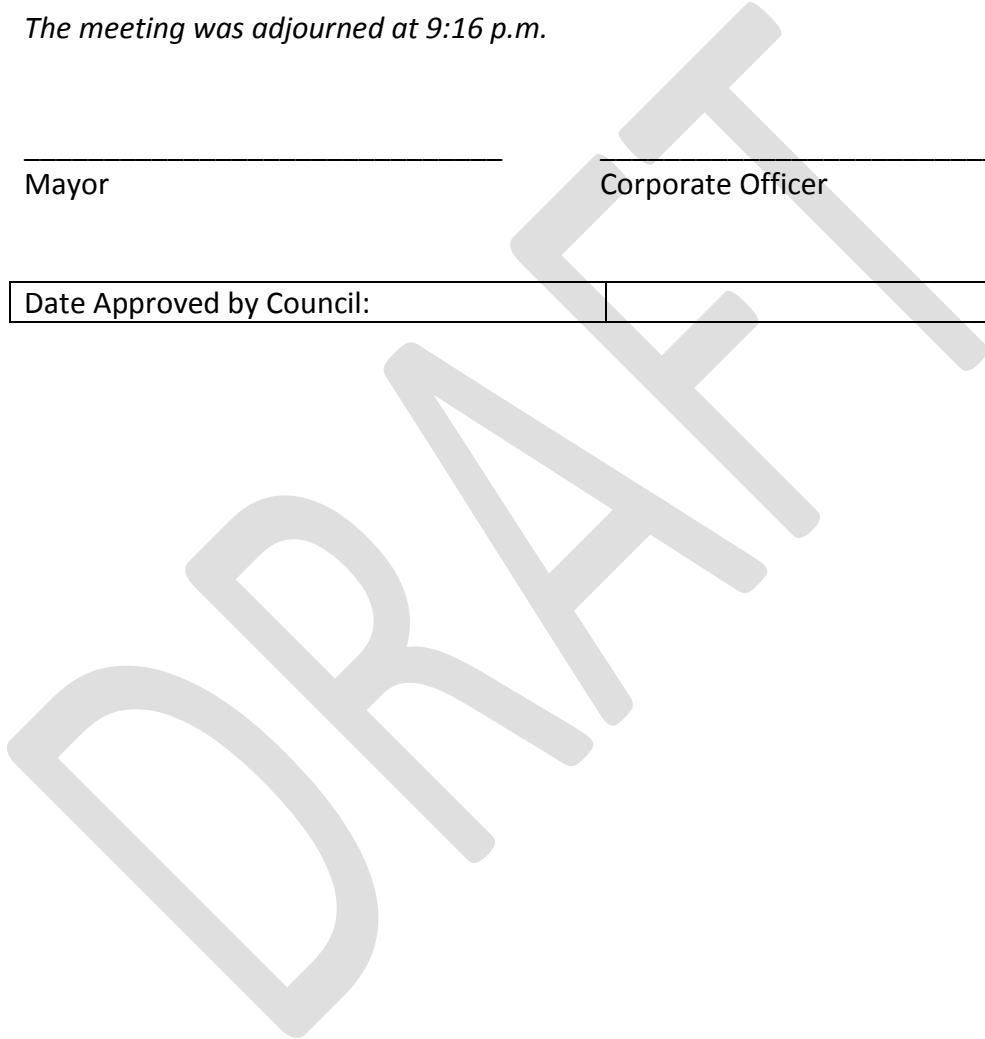 The meeting was adjourned at 9:16 p.m.
Mayor Corporate Officer
Date Approved by Council:
DRAFT